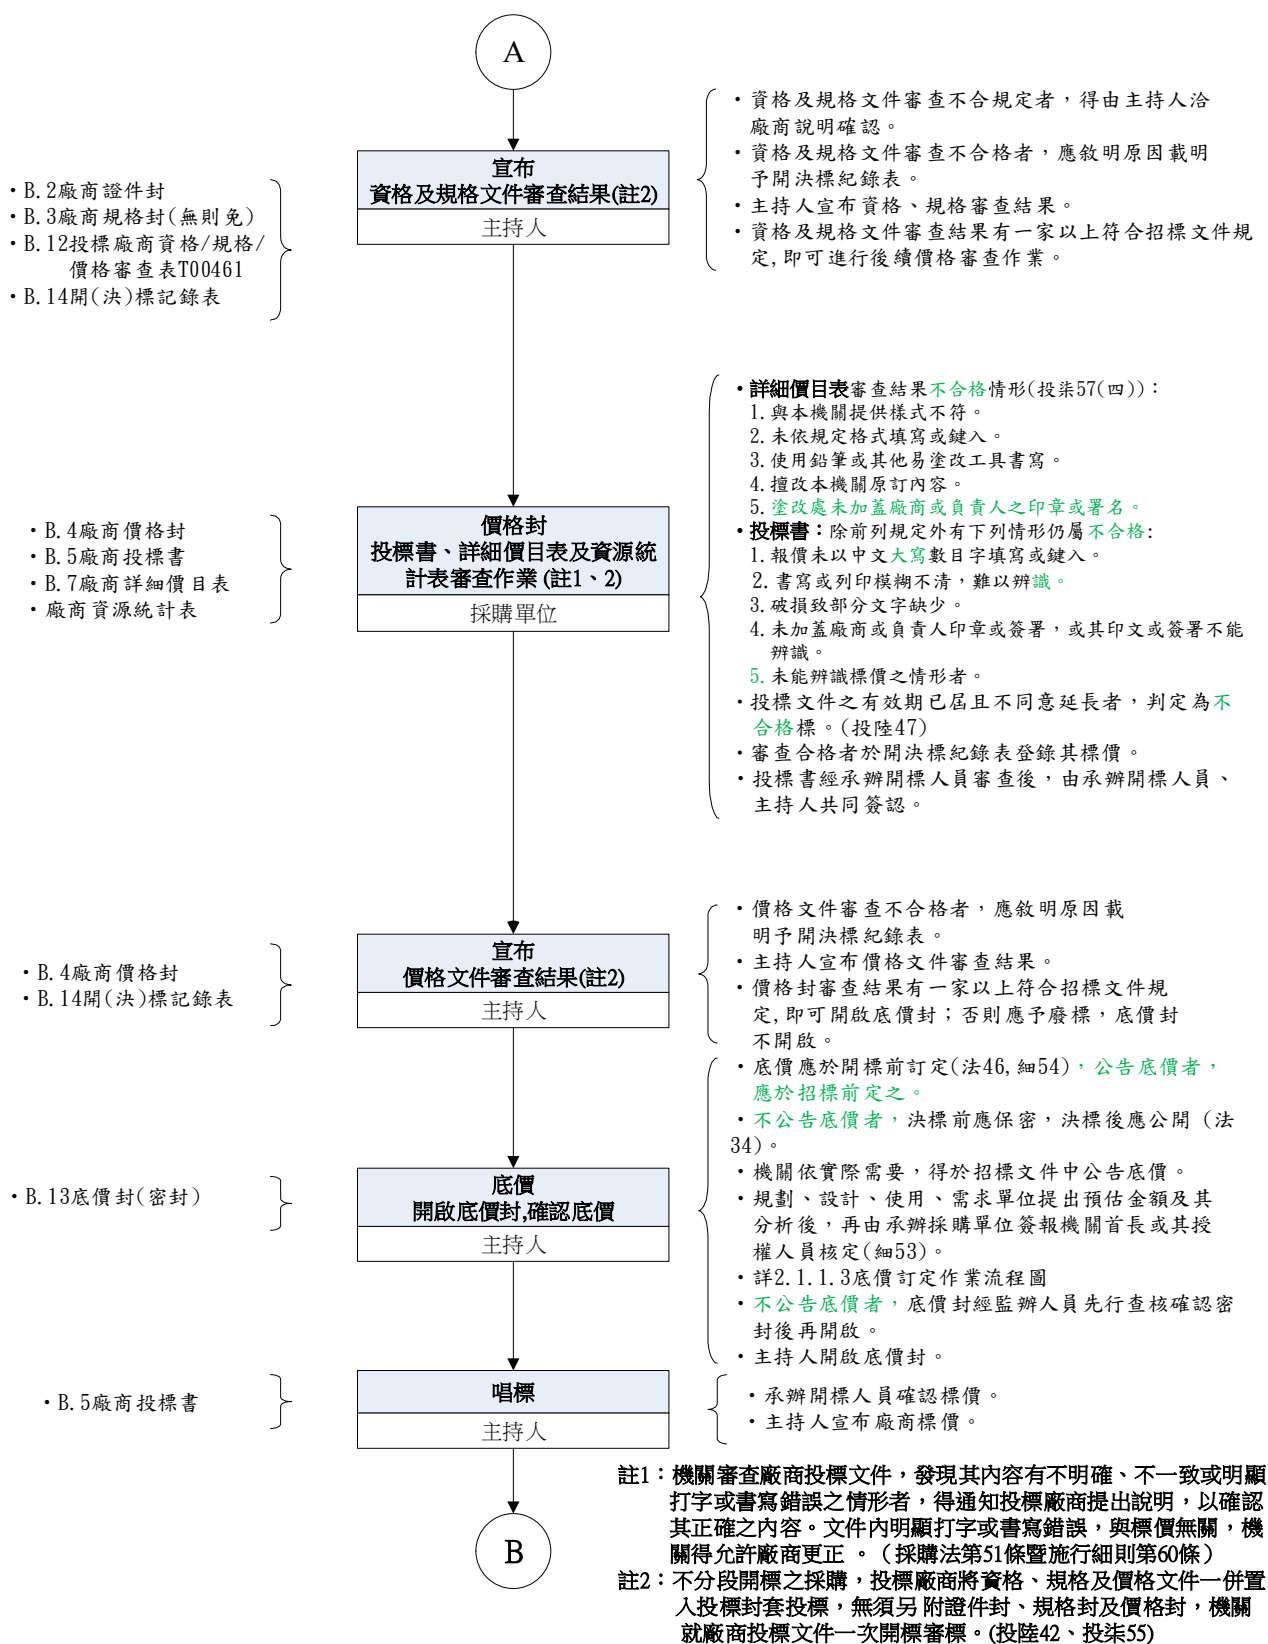 A
宣布
資格及規格文件審查結果(註2)
主持人
・B.2廠商證件封
・B.3廠商規格封(無則免)
・B.12投標廠商資格/規格/
價格審查表T00461
・B.14開(決)標記錄表
・資格及規格文件審查不合規定者，得由主持人洽
廠商說明確認。
・資格及規格文件審查不合格者，應敘明原因載明
予開決標紀錄表。
・主持人宣布資格、規格審查結果。
・資格及規格文件審查結果有一家以上符合招標文件規
定,即可進行後續價格審查作業。
價格封
投標書、詳細價目表及資源統
計表審查作業(註1、2)
採購單位
・B.4廠商價格封
・B.5廠商投標書
・B.7廠商詳細價目表
・廠商資源統計表
・詳細價目表審查結果不合格情形(投柒57(四))：
1.與本機關提供樣式不符。
2.未依規定格式填寫或鍵入。
3.使用鉛筆或其他易塗改工具書寫。
4.擅改本機關原訂內容。
5.塗改處未加蓋廠商或負責人之印章或署名。
・投標書：除前列規定外有下列情形仍屬不合格:
1.報價未以中文大寫數目字填寫或鍵入。
2.書寫或列印模糊不清，難以辨識。
3.破損致部分文字缺少。
4.未加蓋廠商或負責人印章或簽署，或其印文或簽署不能
辨識。
5.未能辨識標價之情形者。
・投標文件之有效期已屆且不同意延長者，判定為不
合格標。(投陸47)
・審查合格者於開決標紀錄表登錄其標價。
・投標書經承辦開標人員審查後，由承辦開標人員、
主持人共同簽認。
宣布
價格文件審查結果(註2)
主持人
・B.4廠商價格封
・B.14開(決)標記錄表
・價格文件審查不合格者，應敘明原因載
明予開決標紀錄表。
・主持人宣布價格文件審查結果。
・價格封審查結果有一家以上符合招標文件規
定,即可開啟底價封；否則應予廢標，底價封
不開啟。
底價
開啟底價封,確認底價
主持人
・B.13底價封(密封)
・底價應於開標前訂定(法46,細54)，公告底價者，
應於招標前定之。
・不公告底價者，決標前應保密，決標後應公開 (法
34)。
・機關依實際需要，得於招標文件中公告底價。
・規劃、設計、使用、需求單位提出預估金額及其
分析後，再由承辦採購單位簽報機關首長或其授
權人員核定(細53)。
・詳2.1.1.3底價訂定作業流程圖
・不公告底價者，底價封經監辦人員先行查核確認密
封後再開啟。
・主持人開啟底價封。
唱標
主持人
・B.5廠商投標書
・承辦開標人員確認標價。
・主持人宣布廠商標價。
B
註1：機關審查廠商投標文件，發現其內容有不明確、不一致或明顯
打字或書寫錯誤之情形者，得通知投標廠商提出說明，以確認
其正確之內容。文件內明顯打字或書寫錯誤，與標價無關，機
關得允許廠商更正 。（採購法第51條暨施行細則第60條）
註2：不分段開標之採購，投標廠商將資格、規格及價格文件一併置
入投標封套投標，無須另附證件封、規格封及價格封，機關
就廠商投標文件一次開標審標。(投陸42、投柒55)